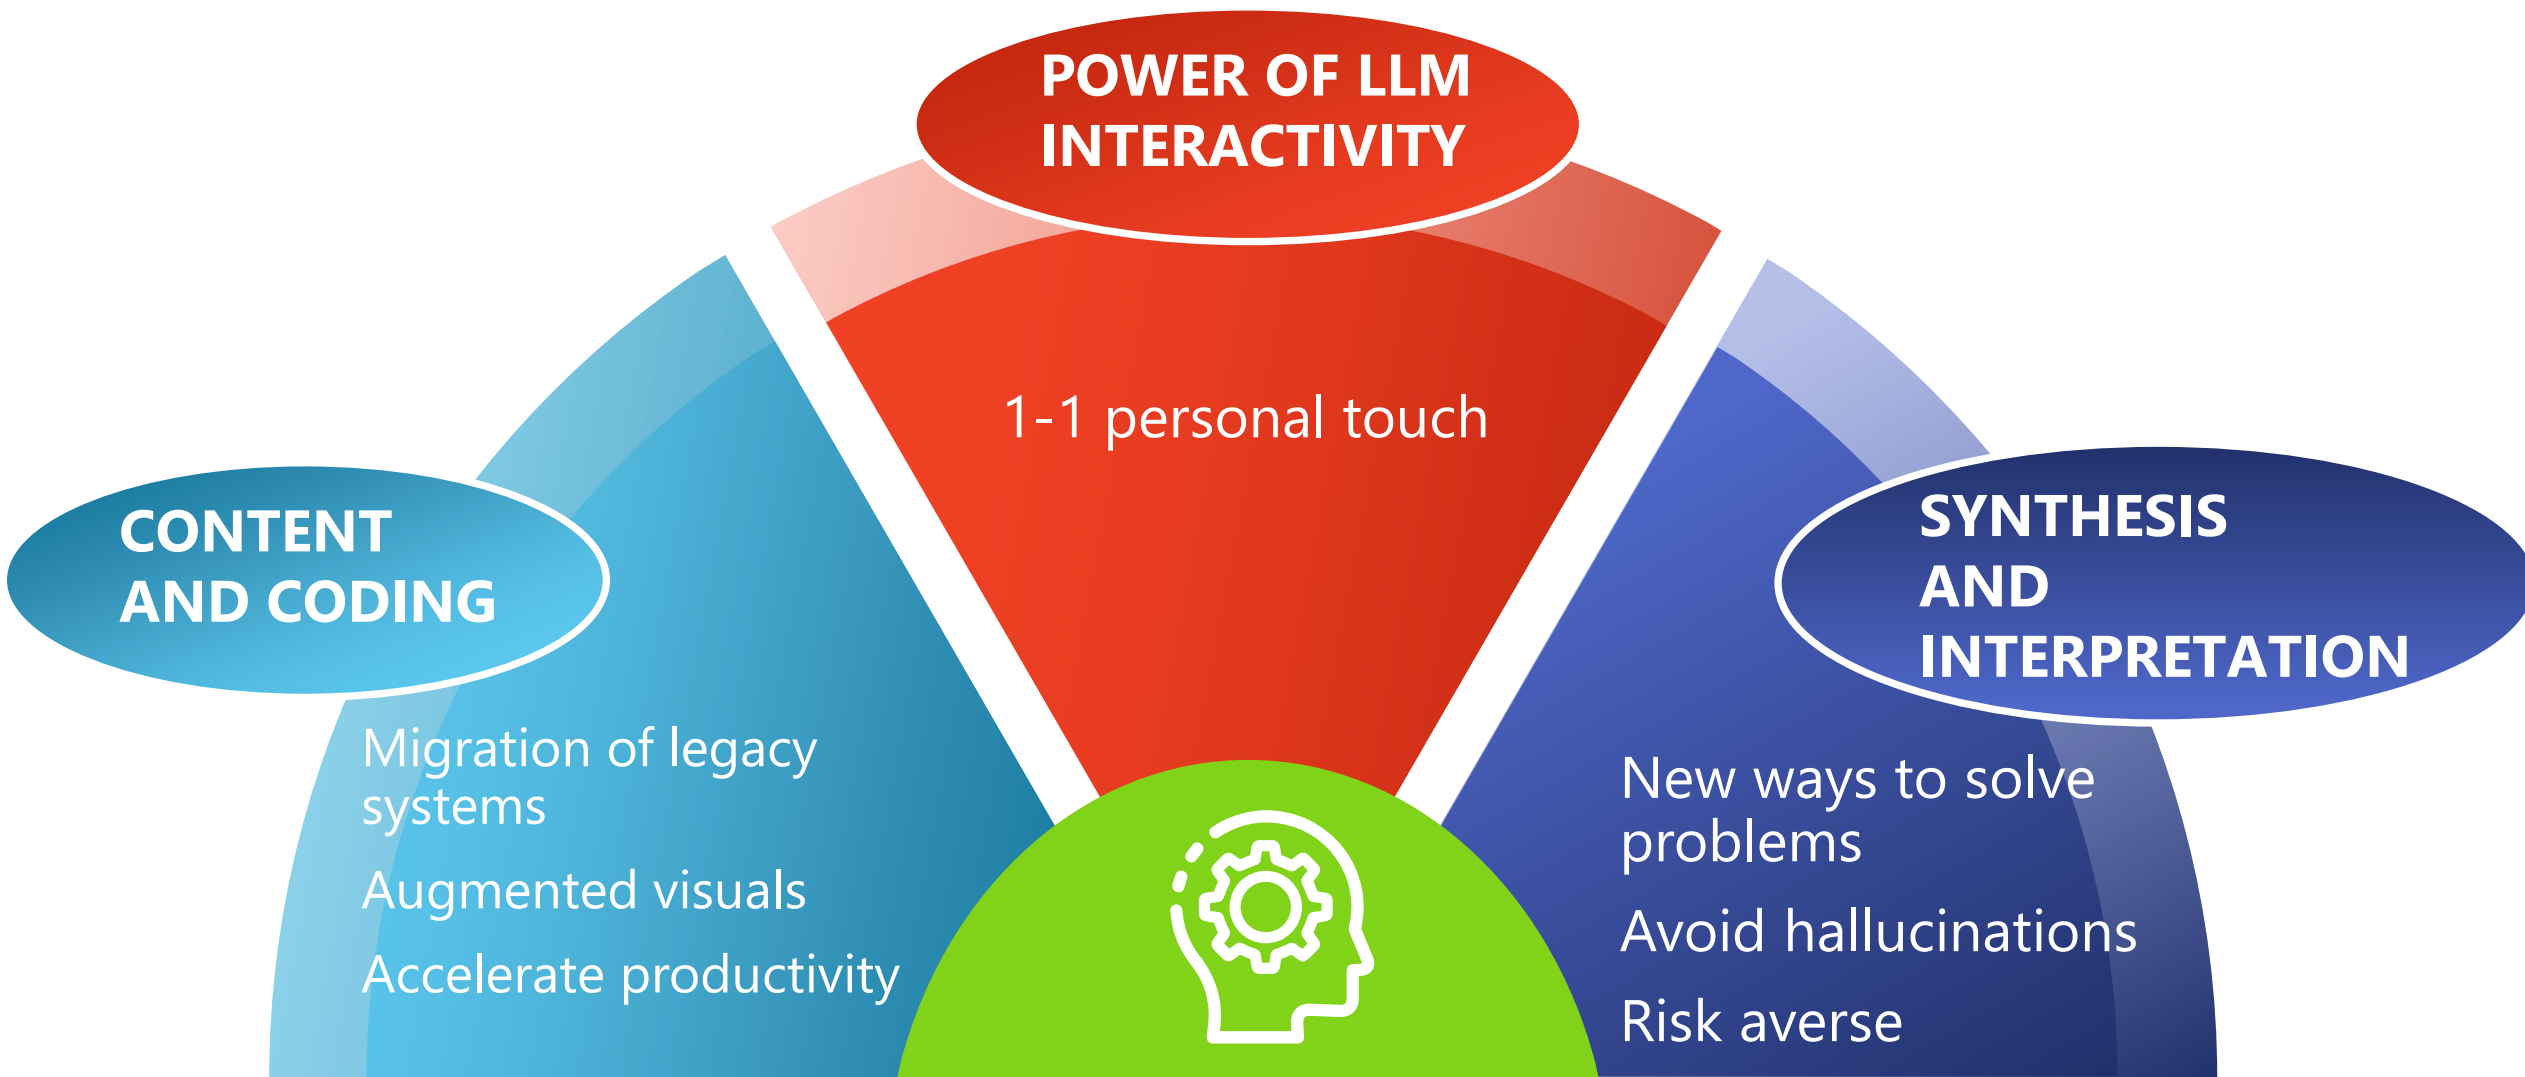 POWER OF LLM
INTERACTIVITY
1-1 personal touch
CONTENT
AND CODING
Migration of legacy
systems
Augmented visuals
Accelerate productivity
SYNTHESIS
AND
INTERPRETATION
New ways to solve
problems
Avoid hallucinations
Risk averse